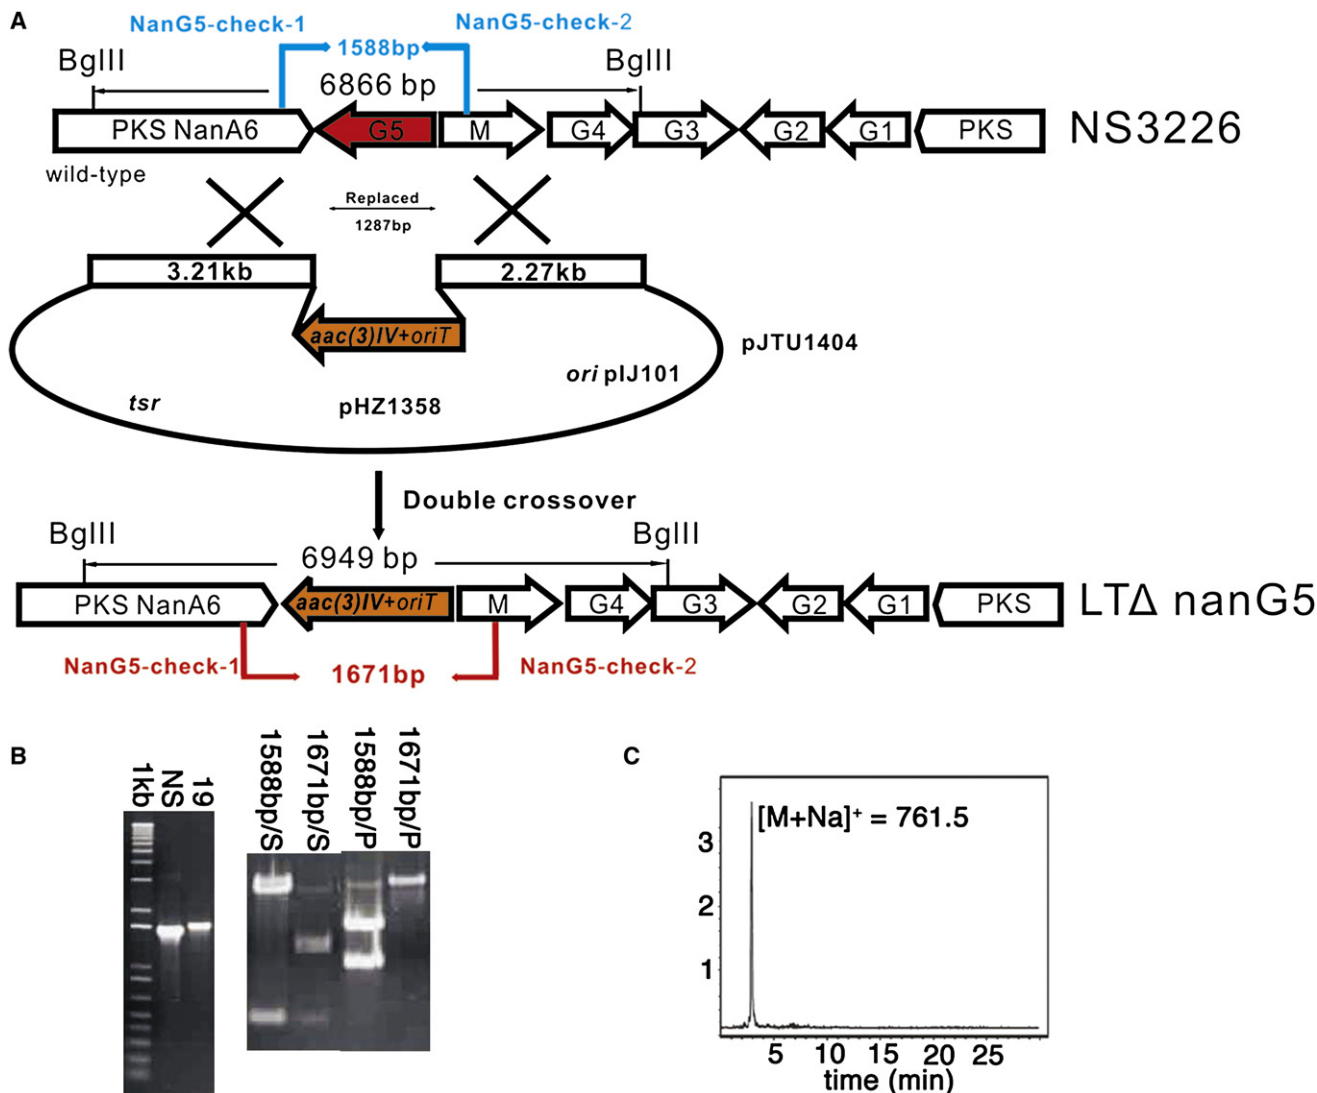 A
NanG5-check-1
NanG5-check-2
1588bp
BglII
BglII
6866 bp
PKS NanA6
G5
M
G4
G3
G2
G1
PKS
NS3226
wild-type
Replaced
1287bp
3.21kb
2.27kb
aac(3)IV+oriT
pJTU1404
ori pIJ101
tsr
pHZ1358
Double crossover
BglII
BglII
6949 bp
PKS NanA6
aac(3)IV+oriT
M
G4
G3
G2
G1
PKS
LTΔ nanG5
NanG5-check-1
1671bp
NanG5-check-2
B
1kb
NS
19
1588bp/S
1671bp/S
1588bp/P
1671bp/P
C
[M+Na]⁺ = 761.5
3
2
1
5 10 15 20 25
time (min)